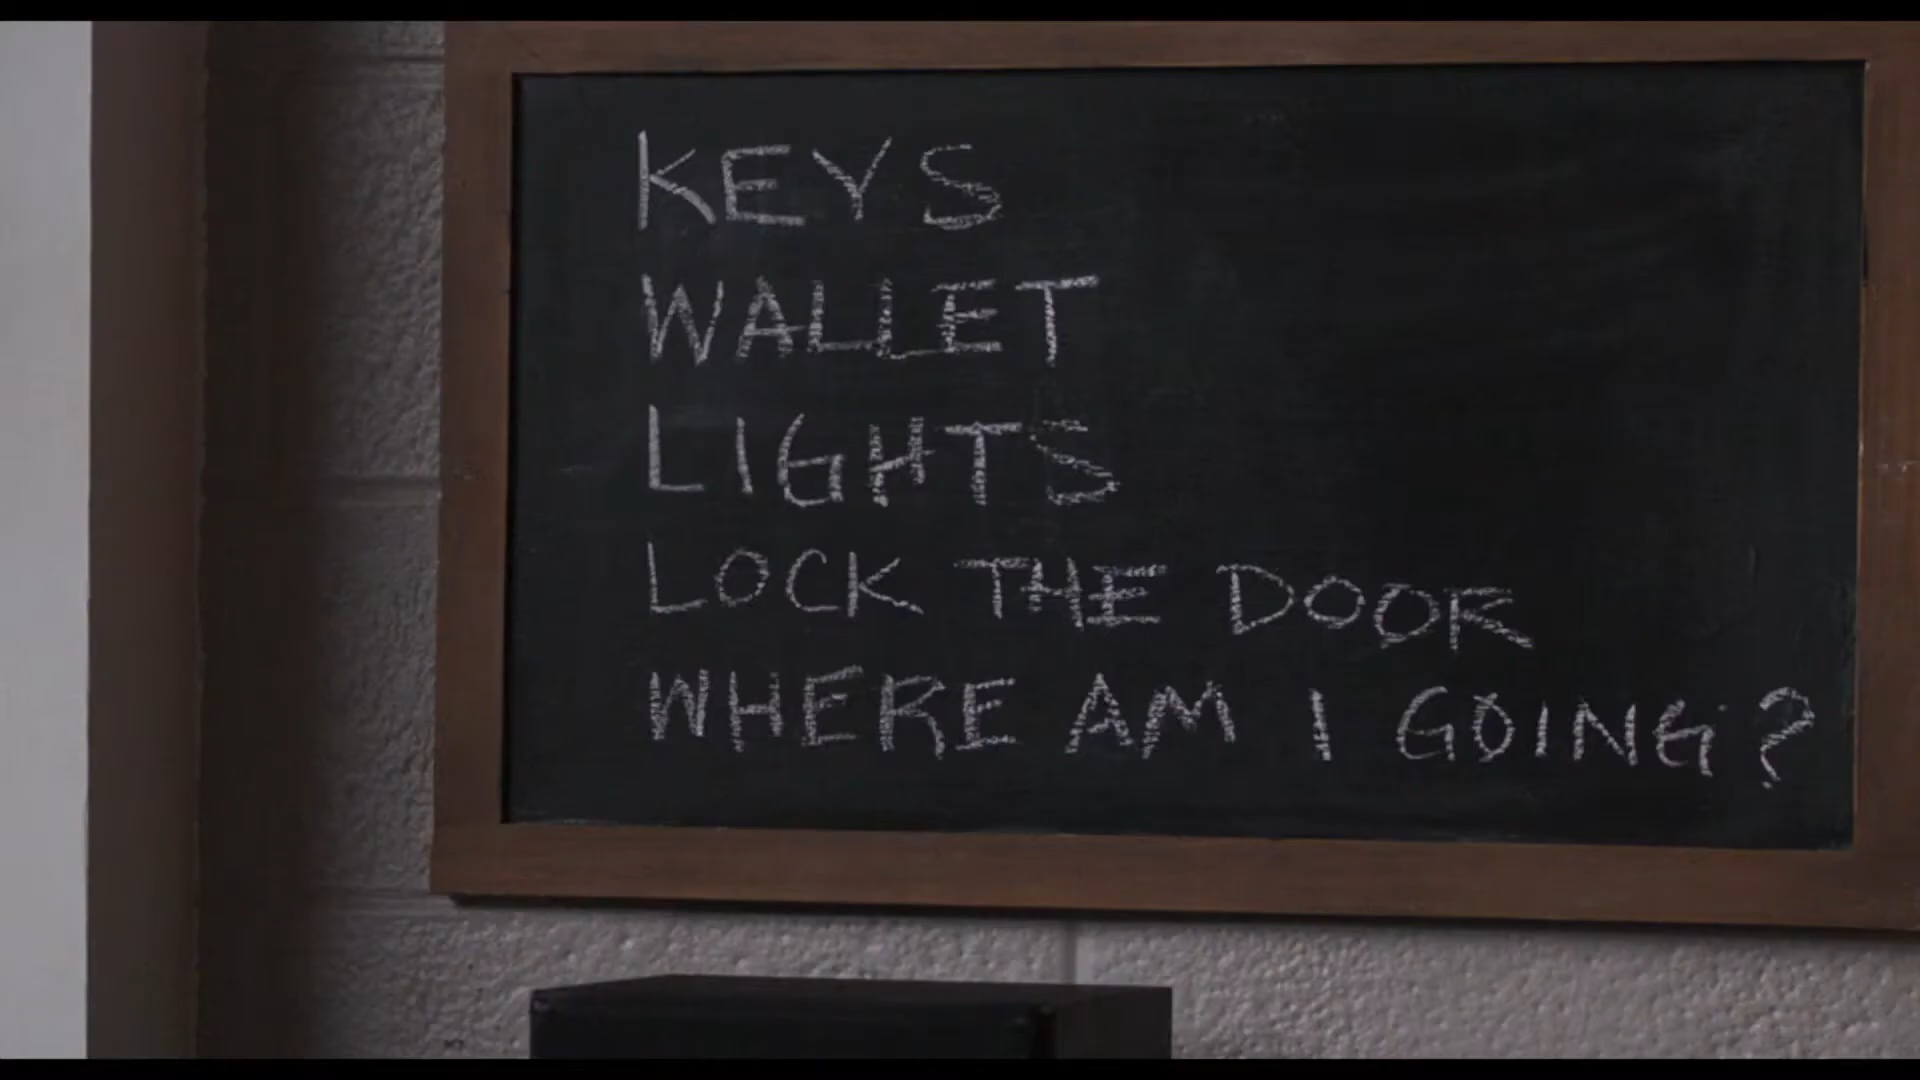 KEYS
WALLET
LIGHTS
LOCK THE DOOR
WHERE AM I GOING?